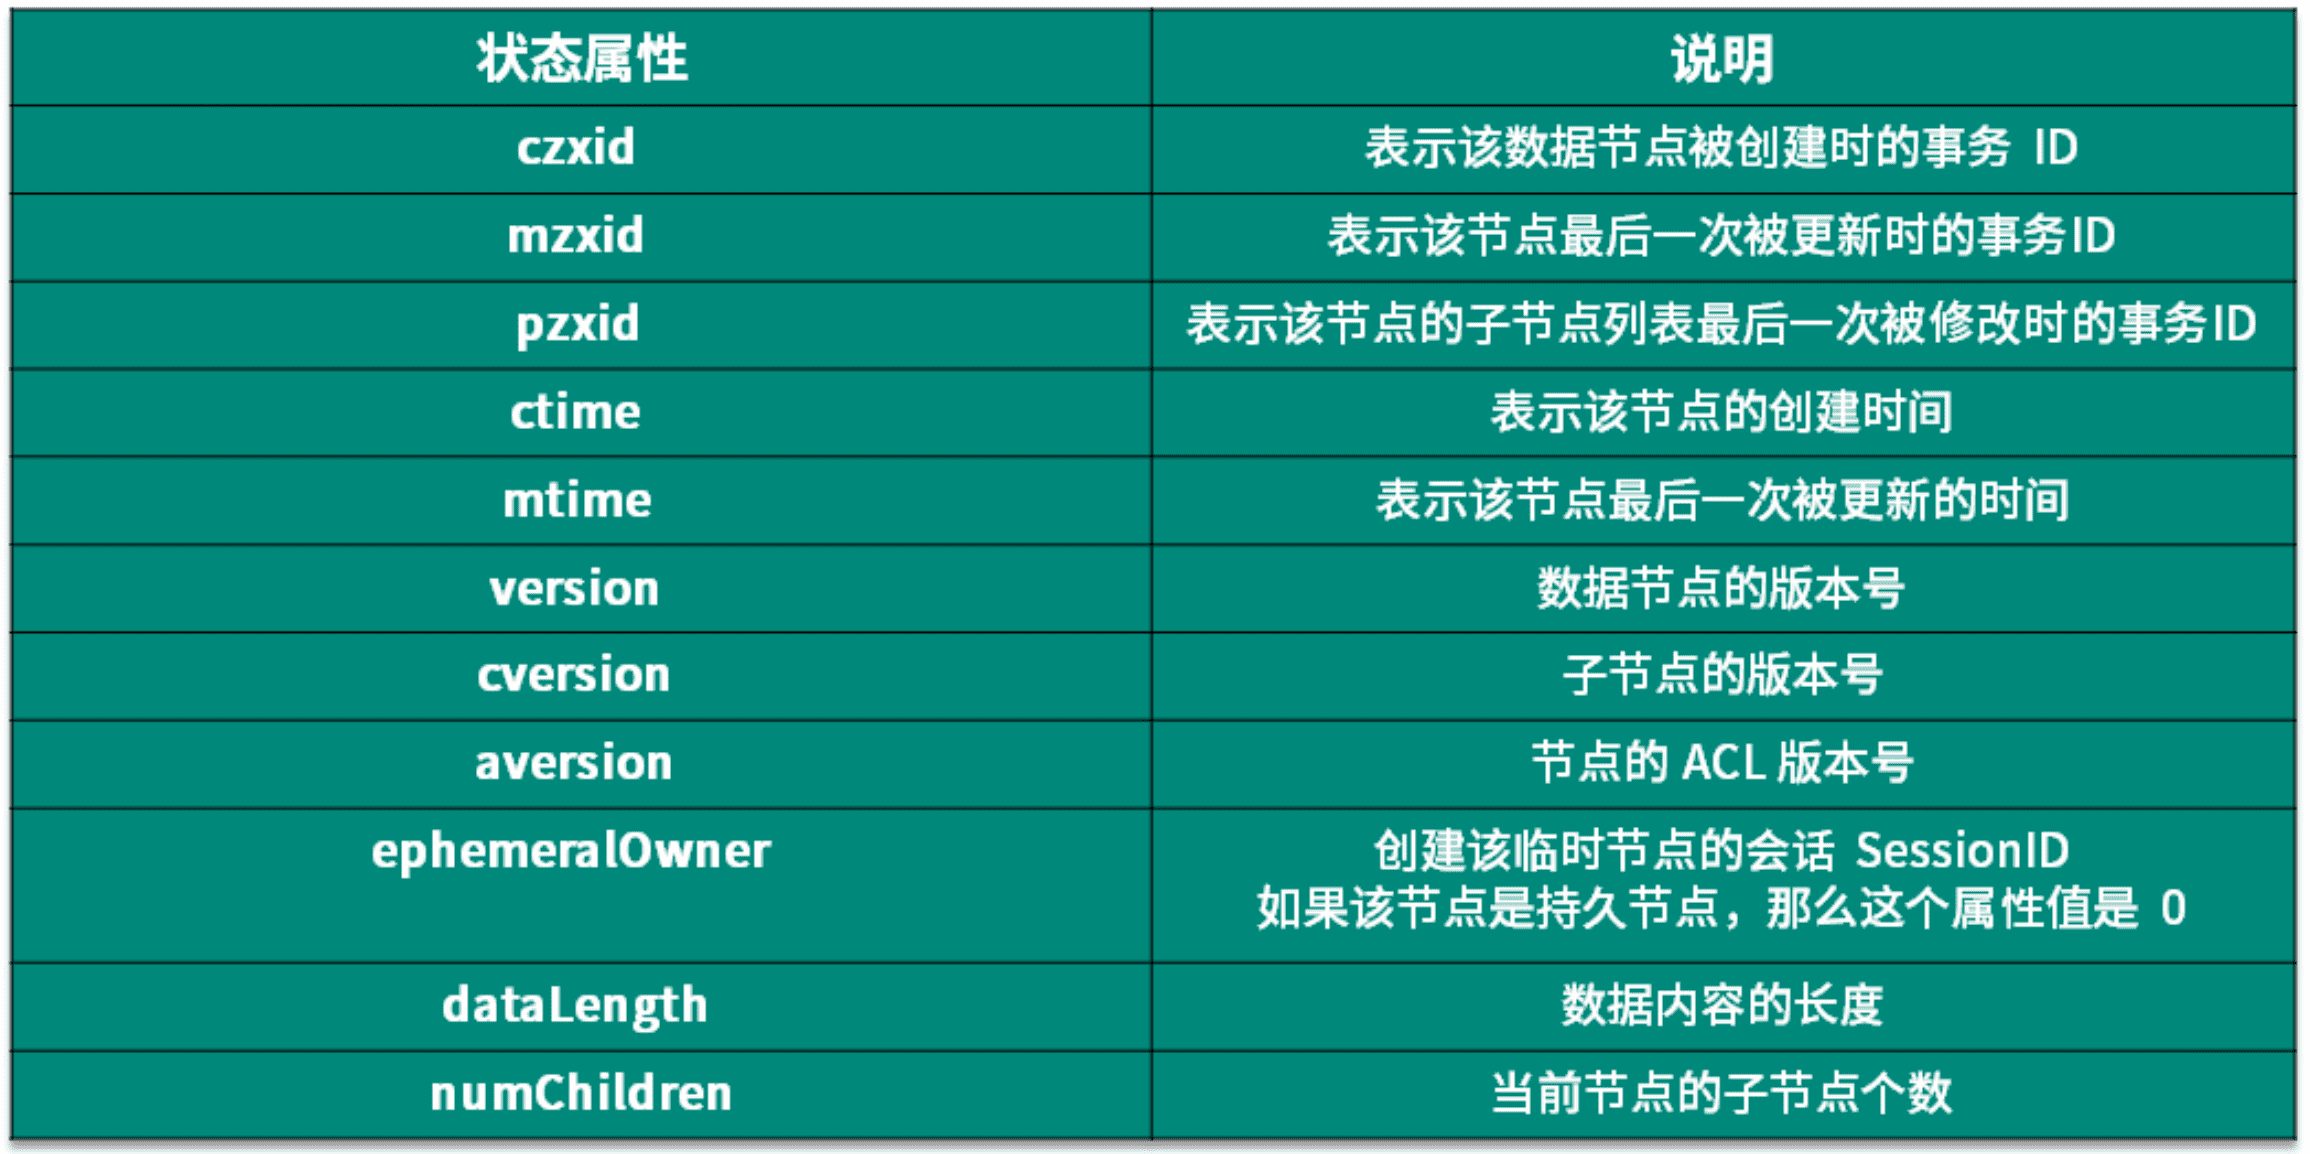 状态属性 说明
czxid 表示该数据节点被创建时的事务 ID
mzxid 表示该节点最后一次被更新时的事务ID
pzxid 表示该节点的子节点列表最后一次被修改时的事务ID
ctime 表示该节点的创建时间
mtime 表示该节点最后一次被更新的时间
version 数据节点的版本号
cversion 子节点的版本号
aversion 节点的 ACL 版本号
ephemeralOwner 创建该临时节点的会话 SessionID
如果该节点是持久节点，那么这个属性值是 0
dataLength 数据内容的长度
numChildren 当前节点的子节点个数